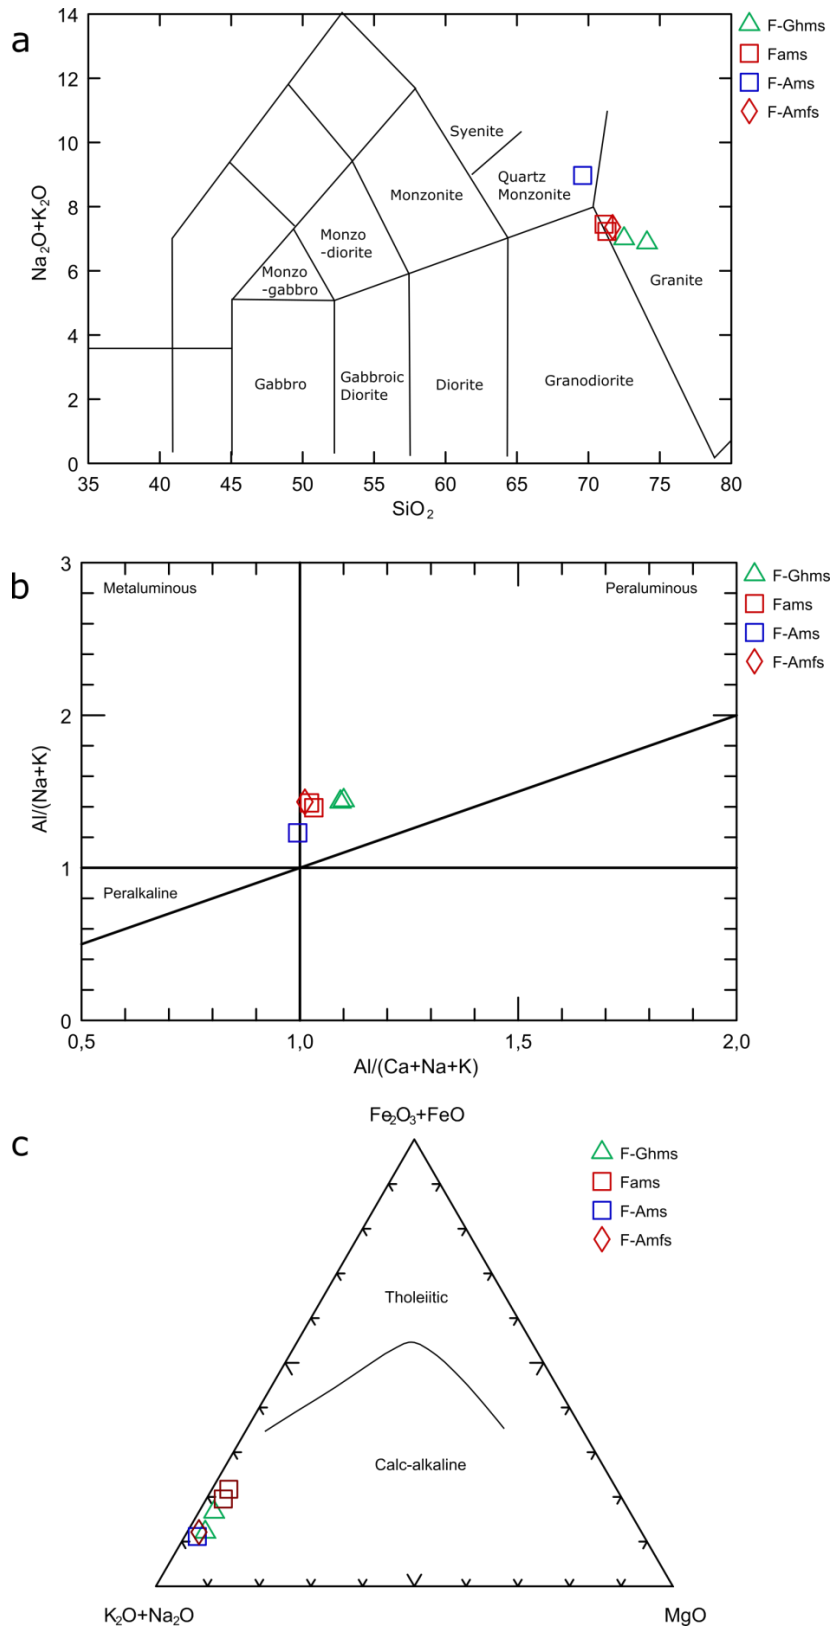 a
F-Ghms
Fams
F-Ams
F-Amfs
14
12
10
8
6
4
2
0
Na₂O+K₂O
Syenite
Quartz
Monzonite
Monzonite
Monzo
-diorite
Monzo
-gabbro
Granite
Gabbro
Gabbroic
Diorite
Diorite
Granodiorite
35 40 45 50 55 60 65 70 75 80
SiO₂
b
F-Ghms
Fams
F-Ams
F-Amfs
3
2
1
0
Al/(Na+K)
Metaluminous
Peraluminous
Peralkaline
0,5 1,0 1,5 2,0
Al/(Ca+Na+K)
c
Fe₂O₃+FeO
F-Ghms
Fams
F-Ams
F-Amfs
Tholeiitic
Calc-alkaline
K₂O+Na₂O
MgO